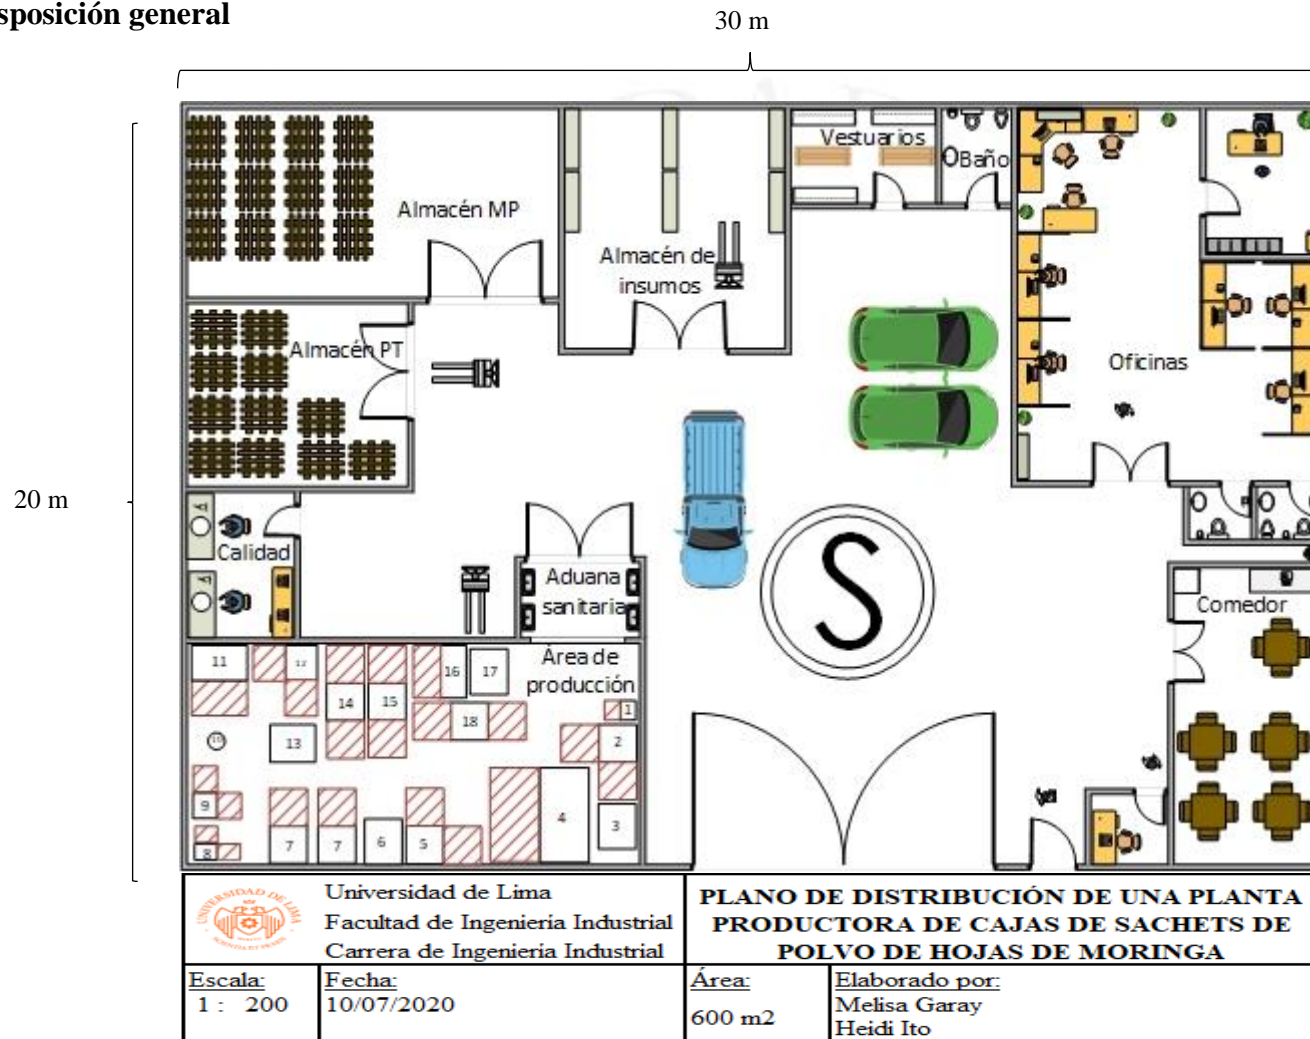 sposición general
30 m
20 m
Vestuarios
Baño
Almacén MP
Almacén de
insumos
Almacén PT
Oficinas
Calidad
Aduana
sanitaria
Comedor
S
Área de
producción
11
12
16
17
14
15
18
1
13
2
9
4
3
8
7
7
6
5
UNIVERSIDAD DE LIMA
Universidad de Lima
Facultad de Ingeniería Industrial
Carrera de Ingeniería Industrial
PLANO DE DISTRIBUCIÓN DE UNA PLANTA
PRODUCTORA DE CAJAS DE SACHETS DE
POLVO DE HOJAS DE MORINGA
Escala:
1 : 200
Fecha:
10/07/2020
Área:
600 m2
Elaborado por:
Melisa Garay
Heidi Ito